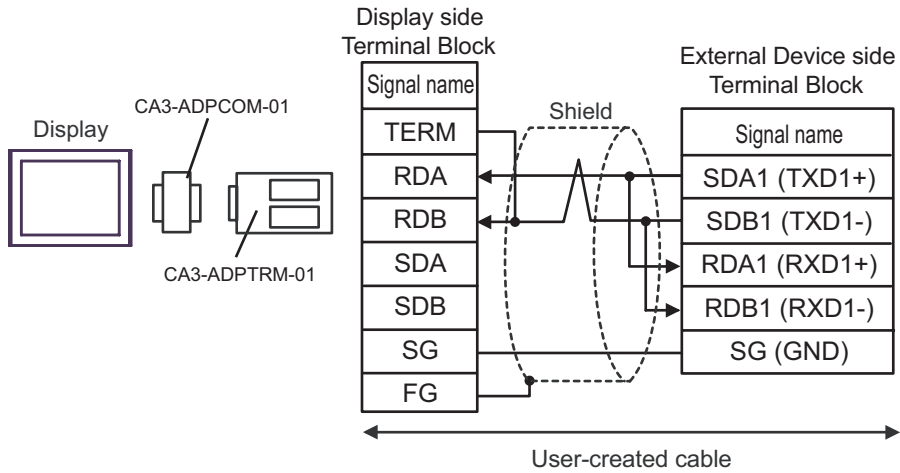 Display side
Terminal Block
External Device side
Terminal Block
CA3-ADPCOM-01
Display
CA3-ADPTRM-01
Shield
Signal name
TERM
RDA
RDB
SDA
SDB
SG
FG
Signal name
SDA1 (TXD1+)
SDB1 (TXD1-)
RDA1 (RXD1+)
RDB1 (RXD1-)
SG (GND)
User-created cable